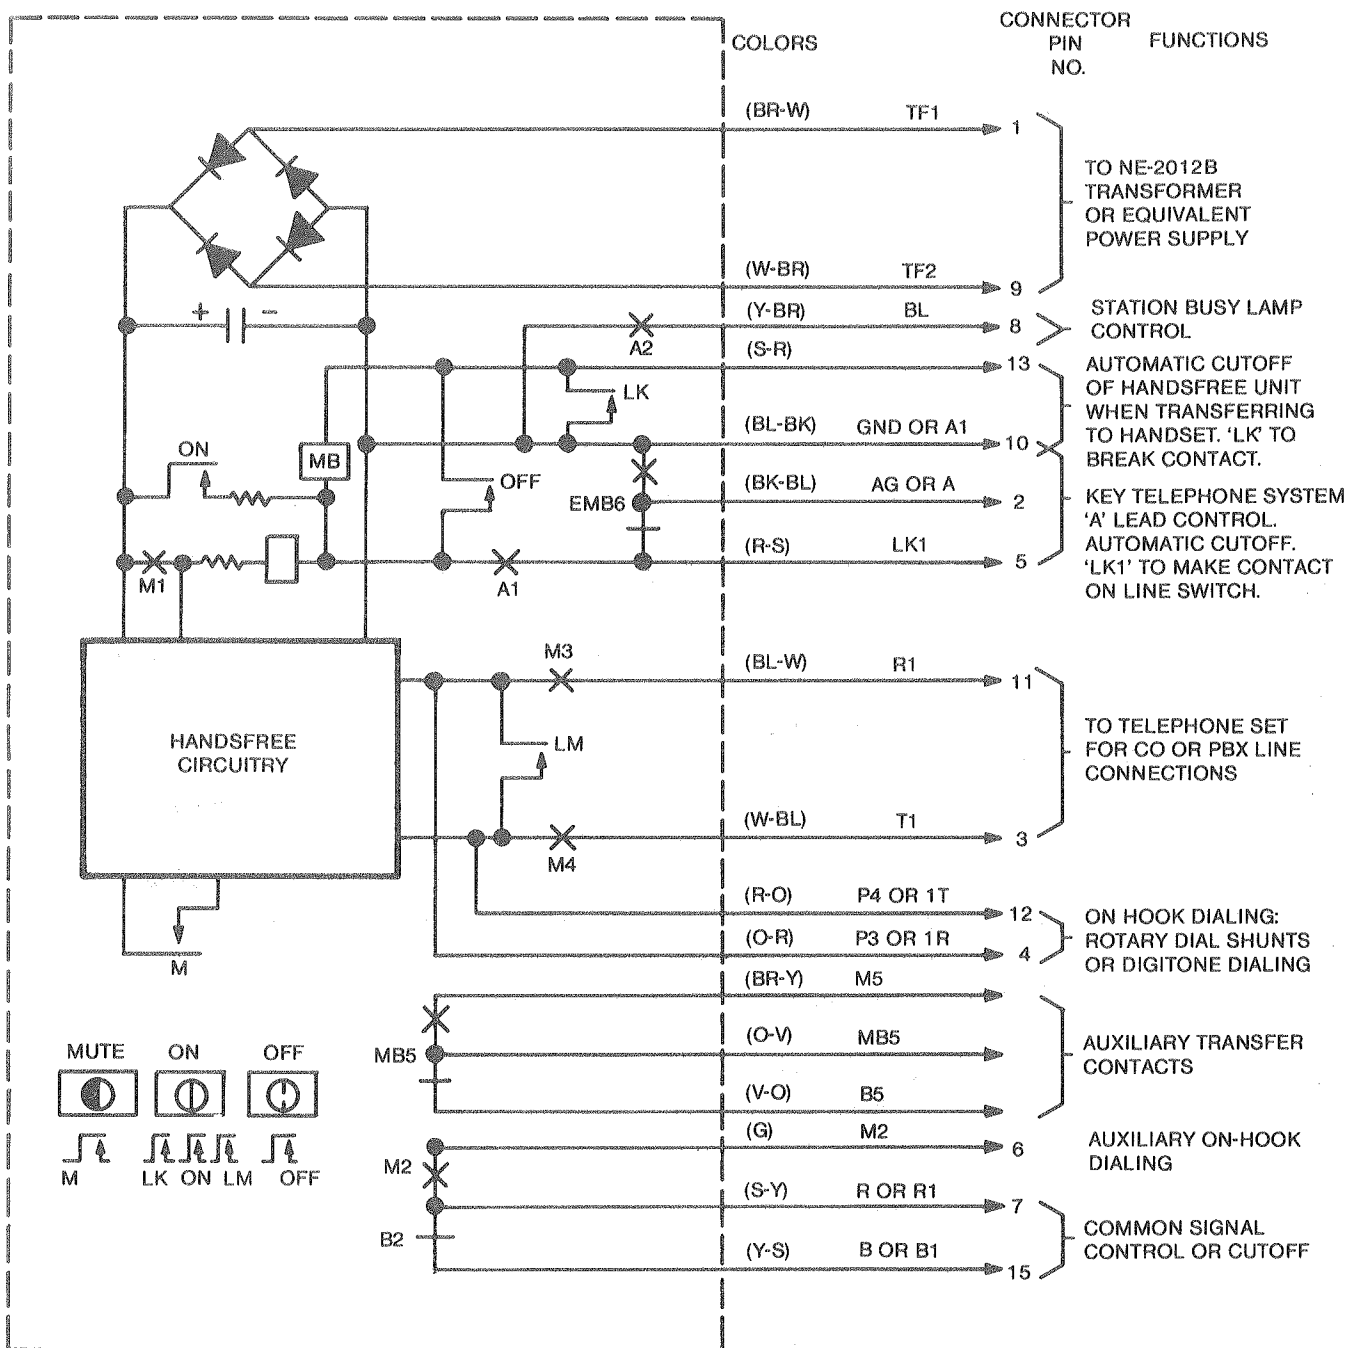 COLORS
CONNECTOR
PIN
NO.
FUNCTIONS
(BR-W) TF1 1
TO NE-2012B
TRANSFORMER
OR EQUIVALENT
POWER SUPPLY
(W-BR) TF2 9
+ −
(Y-BR) BL 8
STATION BUSY LAMP
CONTROL
A2
(S-R) 13
AUTOMATIC CUTOFF
OF HANDSFREE UNIT
WHEN TRANSFERRING
TO HANDSET. 'LK' TO
BREAK CONTACT.
LK
(BL-BK) GND OR A1 10
ON
MB
OFF
EMB6
(BK-BL) AG OR A 2
KEY TELEPHONE SYSTEM
'A' LEAD CONTROL.
AUTOMATIC CUTOFF.
'LK1' TO MAKE CONTACT
ON LINE SWITCH.
(R-S) LK1 5
M1
A1
M3
(BL-W) R1 11
HANDSFREE
CIRCUITRY
LM
TO TELEPHONE SET
FOR CO OR PBX LINE
CONNECTIONS
(W-BL) T1 3
M4
(R-O) P4 OR 1T 12
(O-R) P3 OR 1R 4
ON HOOK DIALING:
ROTARY DIAL SHUNTS
OR DIGITONE DIALING
M
(BR-Y) M5
(O-V) MB5
(V-O) B5
AUXILIARY TRANSFER
CONTACTS
MB5
MUTE ON OFF
M LK ON LM OFF
(G) M2 6
AUXILIARY ON-HOOK
DIALING
M2
(S-Y) R OR R1 7
B2
(Y-S) B OR B1 15
COMMON SIGNAL
CONTROL OR CUTOFF